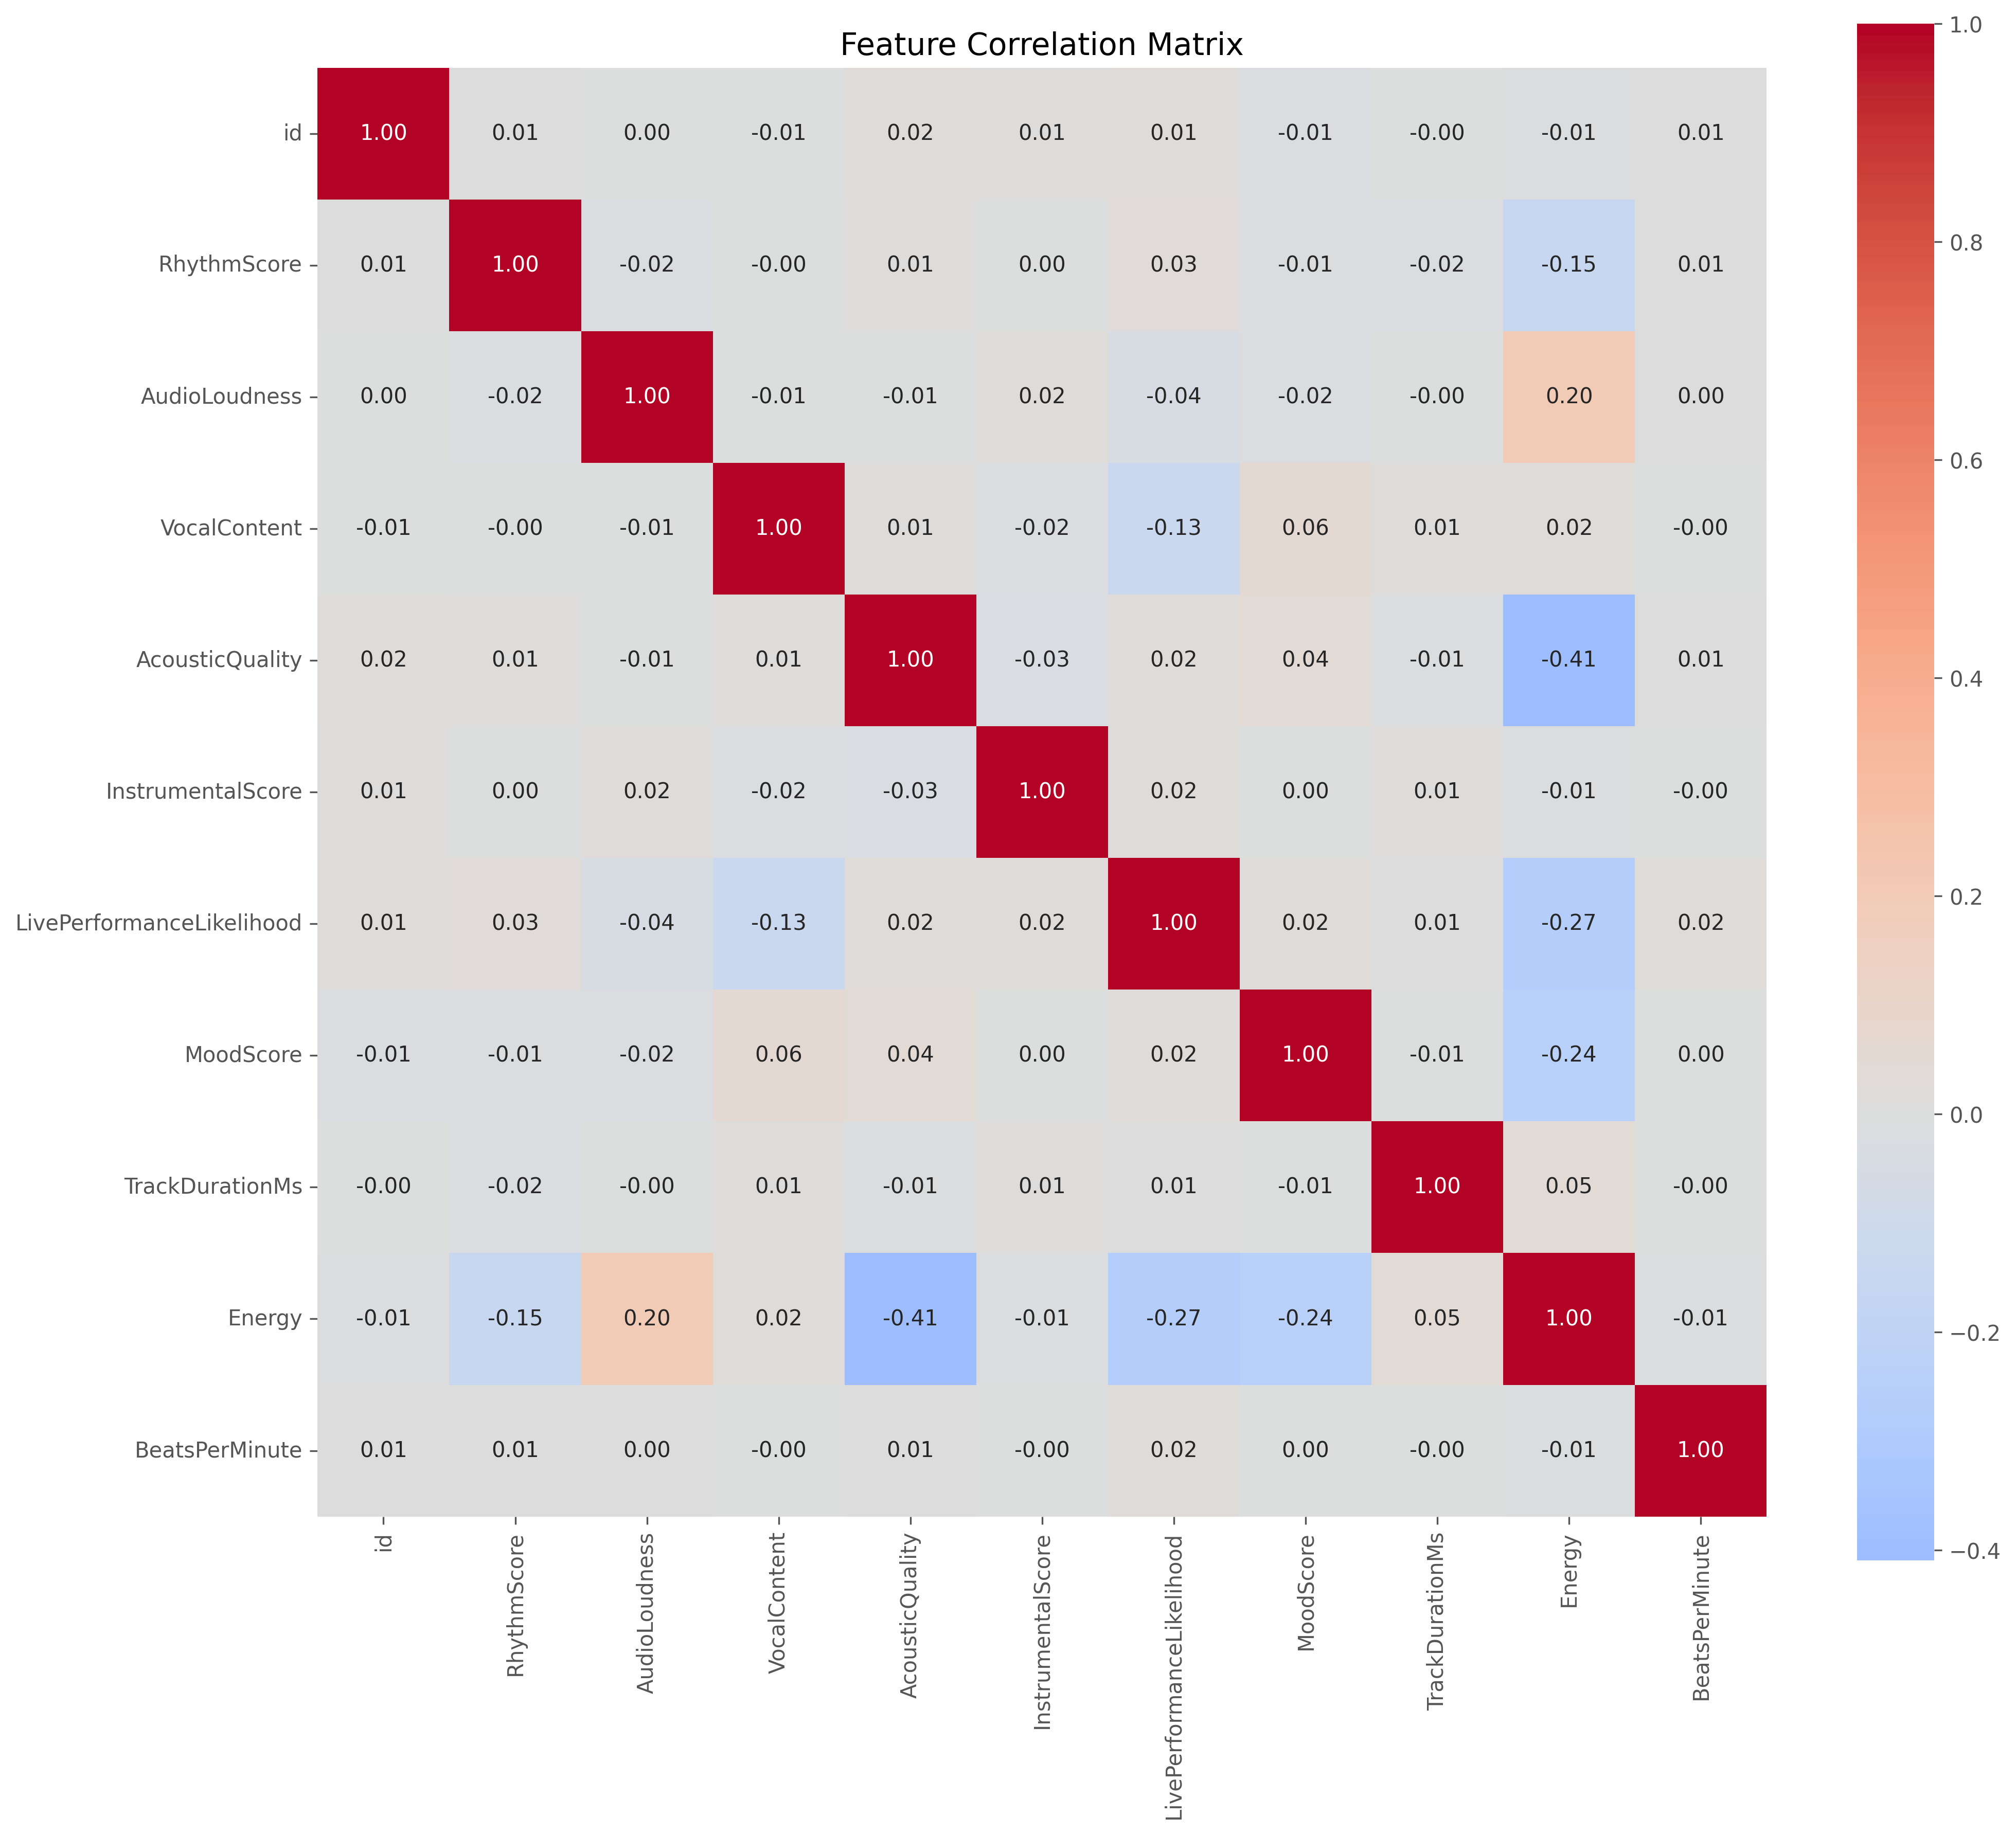 Feature Correlation Matrix
id 1.00 0.01 0.00 -0.01 0.02 0.01 0.01 -0.01 -0.00 -0.01 0.01
RhythmScore 0.01 1.00 -0.02 -0.00 0.01 0.00 0.03 -0.01 -0.02 -0.15 0.01
AudioLoudness 0.00 -0.02 1.00 -0.01 -0.01 0.02 -0.04 -0.02 -0.00 0.20 0.00
VocalContent -0.01 -0.00 -0.01 1.00 0.01 -0.02 -0.13 0.06 0.01 0.02 -0.00
AcousticQuality 0.02 0.01 -0.01 0.01 1.00 -0.03 0.02 0.04 -0.01 -0.41 0.01
InstrumentalScore 0.01 0.00 0.02 -0.02 -0.03 1.00 0.02 0.00 0.01 -0.01 -0.00
LivePerformanceLikelihood 0.01 0.03 -0.04 -0.13 0.02 0.02 1.00 0.02 0.01 -0.27 0.02
MoodScore -0.01 -0.01 -0.02 0.06 0.04 0.00 0.02 1.00 -0.01 -0.24 0.00
TrackDurationMs -0.00 -0.02 -0.00 0.01 -0.01 0.01 0.01 -0.01 1.00 0.05 -0.00
Energy -0.01 -0.15 0.20 0.02 -0.41 -0.01 -0.27 -0.24 0.05 1.00 -0.01
BeatsPerMinute 0.01 0.01 0.00 -0.00 0.01 -0.00 0.02 0.00 -0.00 -0.01 1.00
id
RhythmScore
AudioLoudness
VocalContent
AcousticQuality
InstrumentalScore
LivePerformanceLikelihood
MoodScore
TrackDurationMs
Energy
BeatsPerMinute
1.0
0.8
0.6
0.4
0.2
0.0
−0.2
−0.4